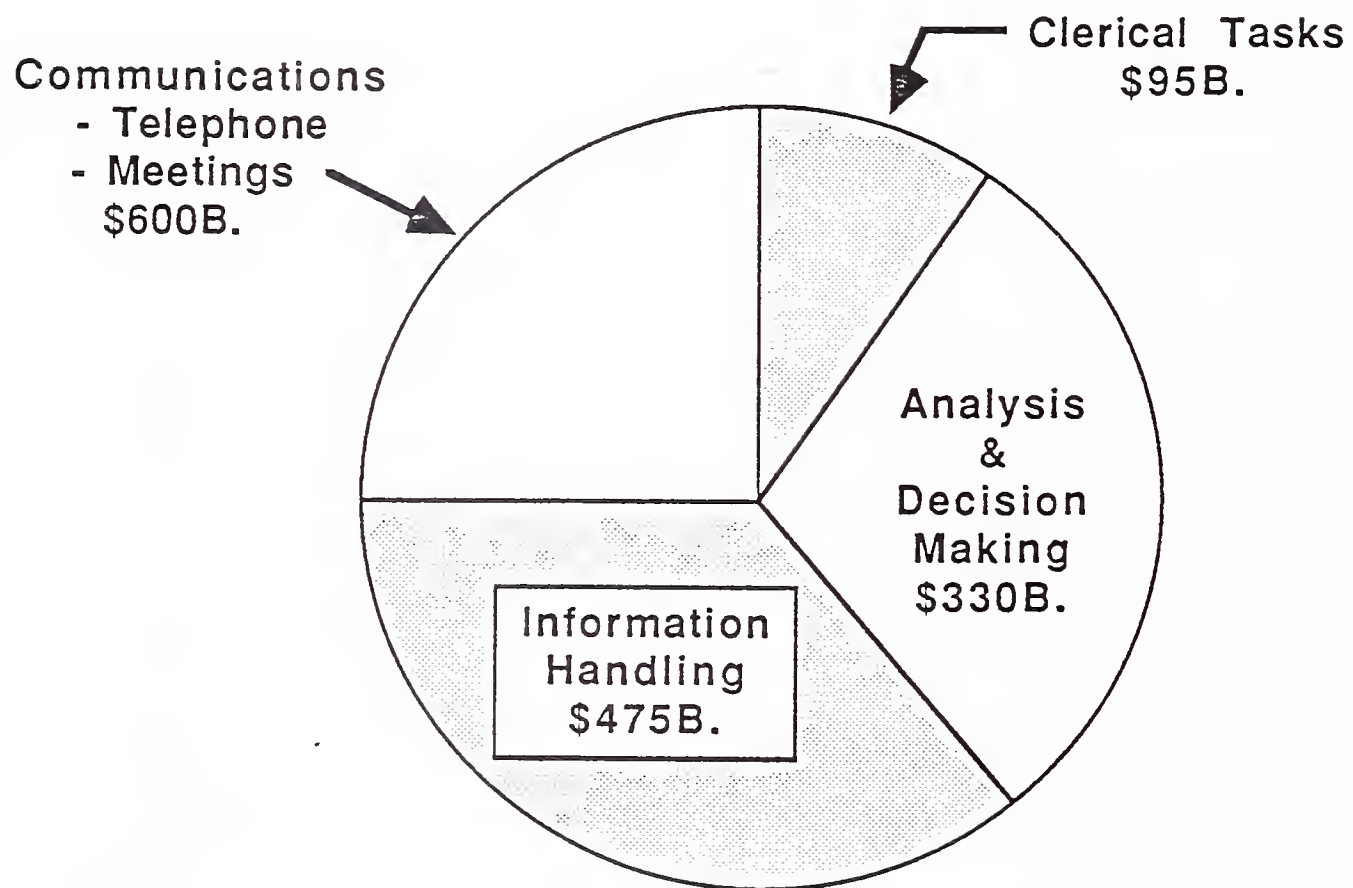 Communications
- Telephone
- Meetings
$600B.
Clerical Tasks
$95B.
Analysis
&
Decision
Making
$330B.
Information
Handling
$475B.